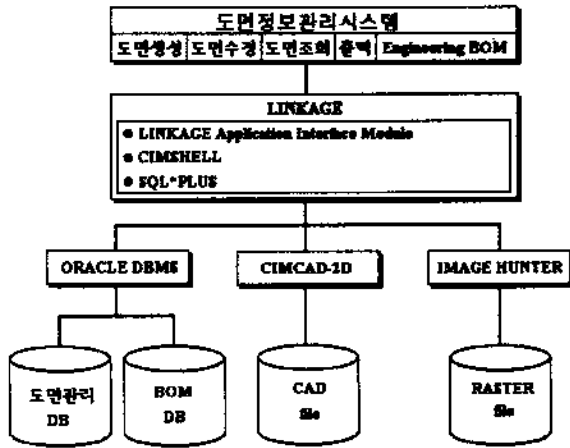 도면정보관리시스템
도면생성 도면수정 도면조회 출력 Engineering BOM
LINKAGE
● LINKAGE Application Interface Module
● CIMSHELL
● SQL*PLUS
ORACLE DBMS CIMCAD-2D IMAGE HUNTER
도면관리 BOM CAD RASTER
DB DB file file